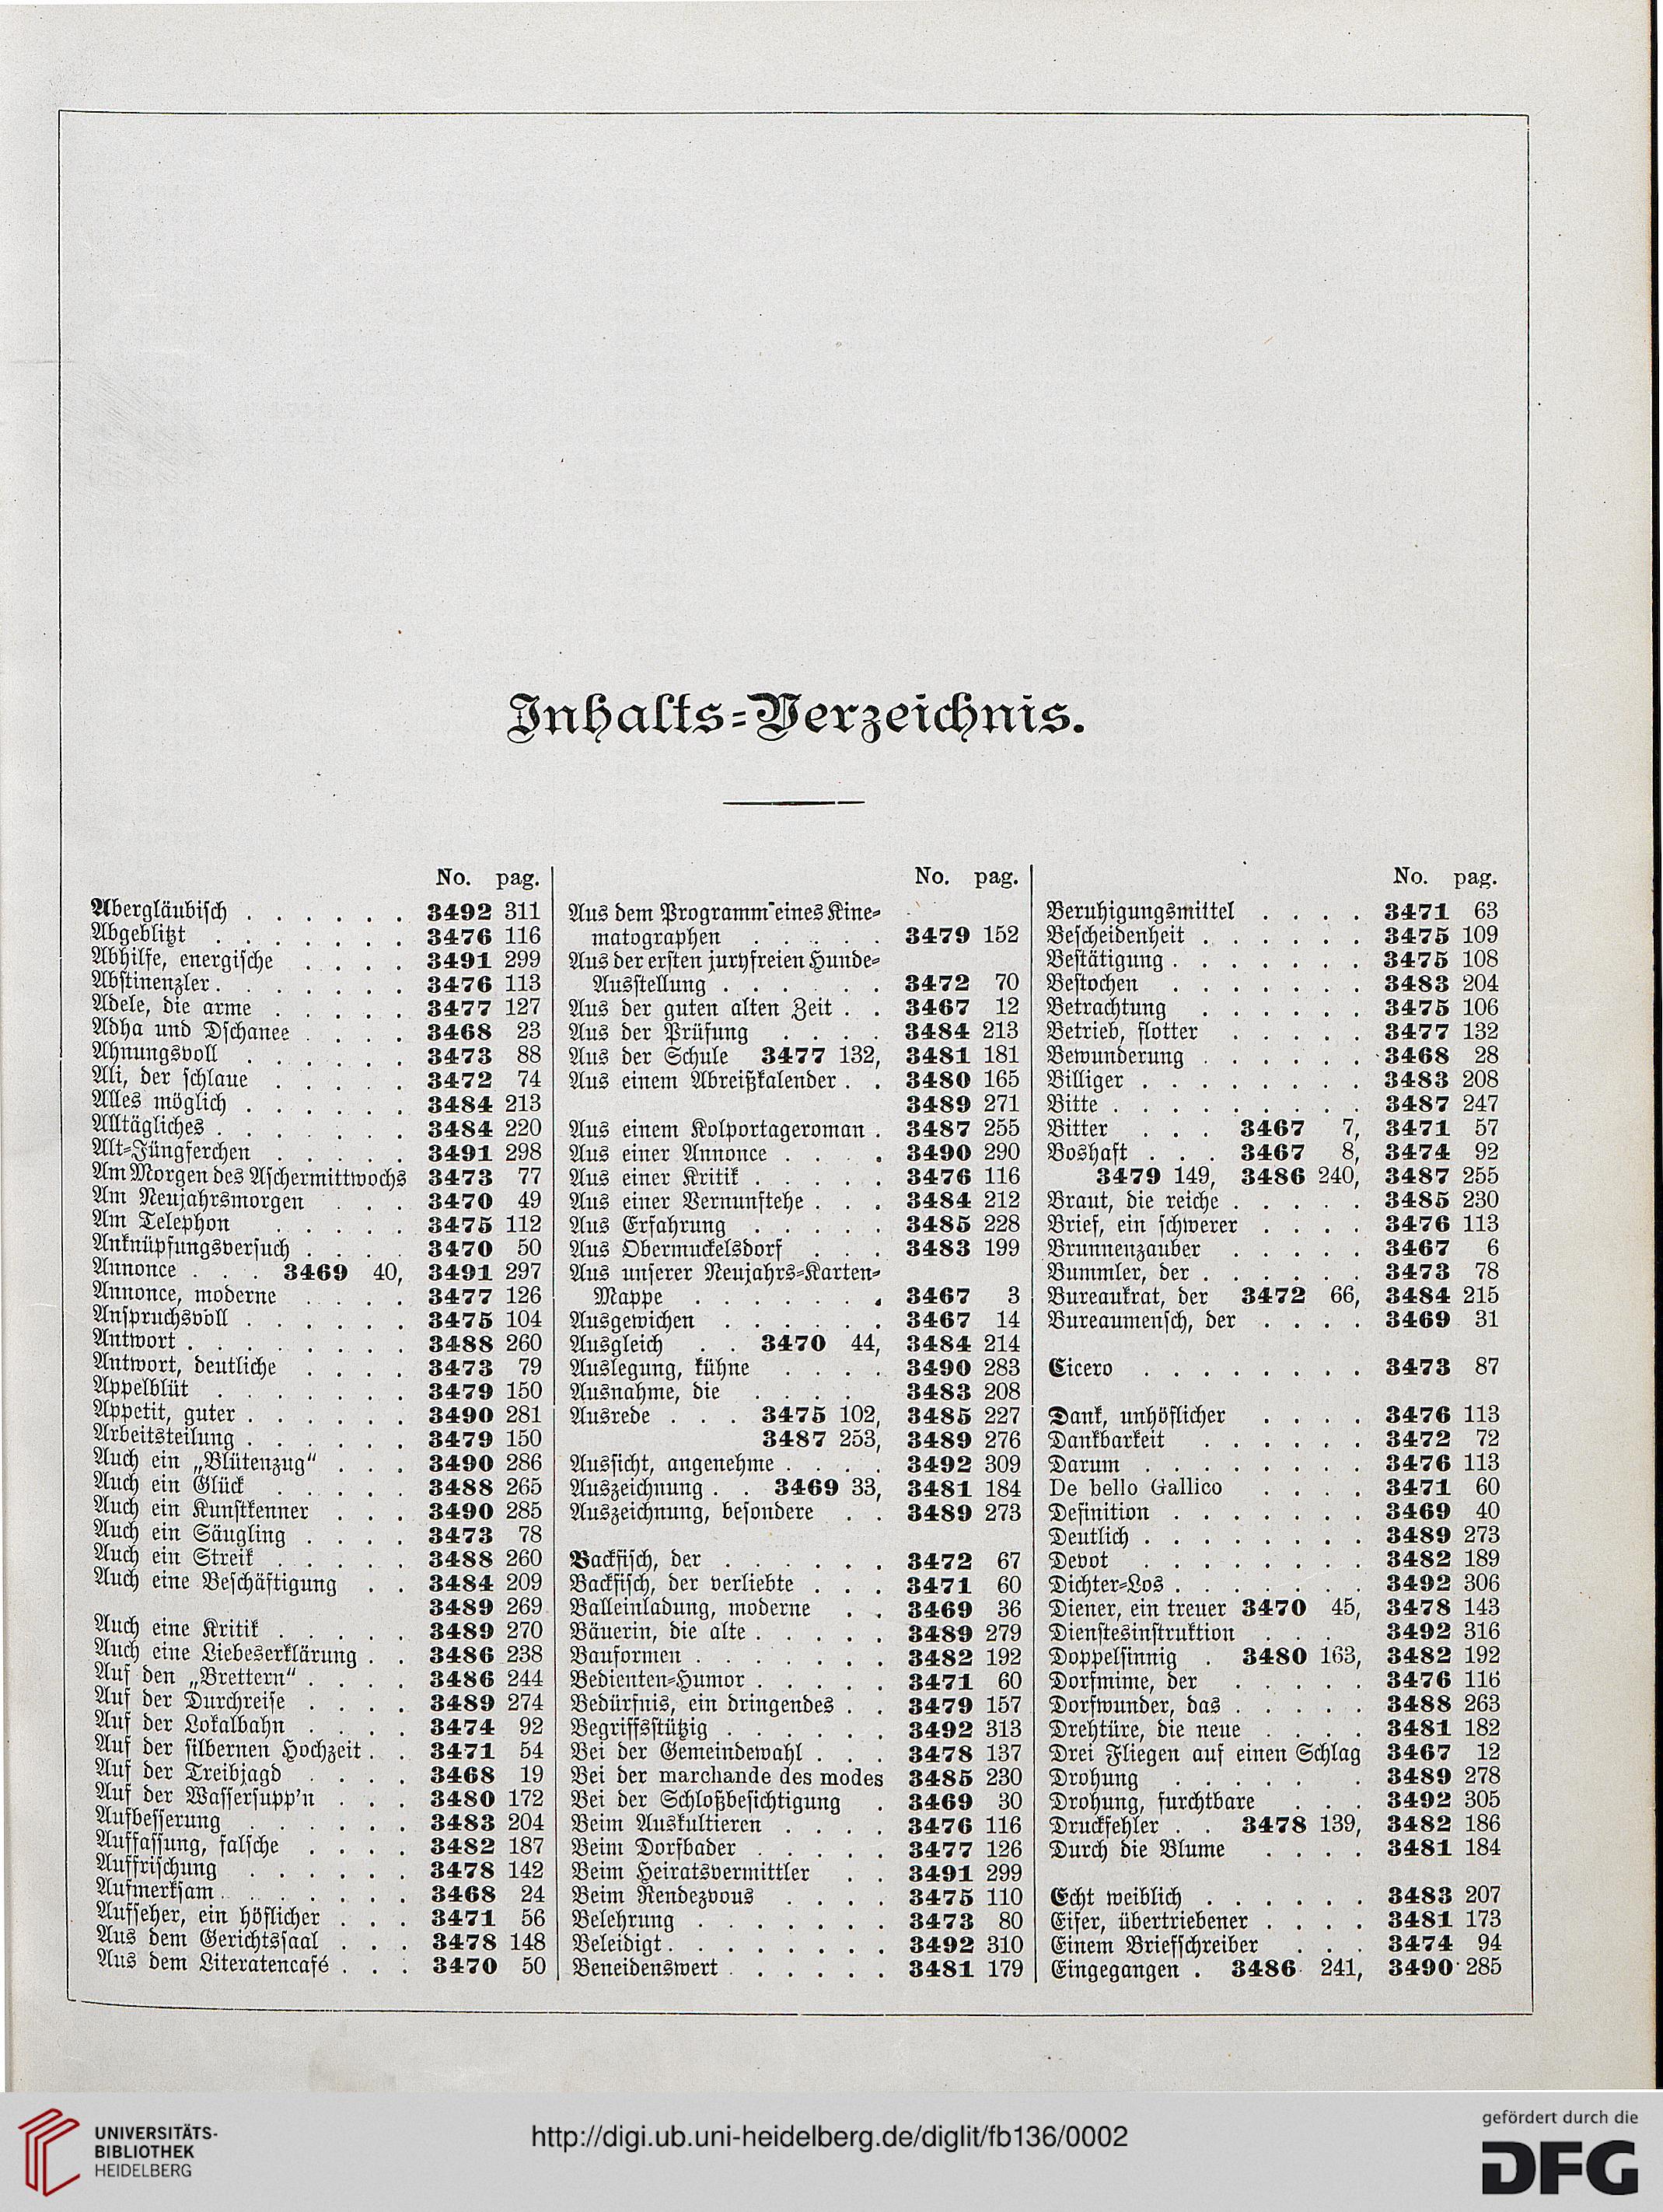 Inhalts-Verzeichnis.
No. pag.
Abergläubisch . . . . . . 3492 311
Abgeblitzt . . . . . . . 3476 116
Abhilfe, energische . . . . 3491 299
Abstinenzler . . . . . . . 3476 113
Adele, die arme . . . . . 3477 127
Adha und Dschanee . . . . 3468 23
Ahnungsvoll . . . . . . 3473 88
Ali, der schlaue . . . . . 3472 74
Alles möglich . . . . . . 3484 213
Alltägliches . . . . . . . 3484 220
Alt-Jüngferchen . . . . . 3491 298
Am Morgen des Aschermittwochs 3473 77
Am Neujahrsmorgen . . . 3470 49
Am Telephon . . . . . 3475 112
Anknüpfungsversuch . . . . 3470 50
Annonce . . . 3469 40, 3491 297
Annonce, moderne . . . . 3477 126
Anspruchsvoll . . . . . . 3475 104
Antwort . . . . . . . . 3488 260
Antwort, deutliche . . . . 3473 79
Appelblüt . . . . . . . 3479 150
Appetit, guter . . . . . . 3490 281
Arbeitsteilung . . . . . . 3479 150
Auch ein „Blütenzug“ . . . 3490 286
Auch ein Glück . . . . . 3488 265
Auch ein Kunstkenner . . . 3490 285
Auch ein Säugling . . . . 3473 78
Auch ein Streik . . . . . 3488 260
Auch eine Beschäftigung . . 3484 209
3489 269
Auch eine Kritik . . . . . 3489 270
Auch eine Liebeserklärung . . 3486 238
Auf den „Brettern“ . . . . 3486 244
Auf der Durchreise . . . . 3489 274
Auf der Lokalbahn . . . . 3474 92
Auf der silbernen Hochzeit . . 3471 54
Auf der Treibjagd . . . . 3468 19
Auf der Wassersupp'n . . . 3480 172
Aufbesserung . . . . . . 3483 204
Auffassung, falsche . . . . 3482 187
Auffrischung . . . . . . 3478 142
Aufmerksam . . . . . . . 3468 24
Aufseher, ein höflicher . . . 3471 56
Aus dem Gerichtssaal . . . 3478 148
Aus dem Literatencafé . . . 3470 50
No. pag.
Aus dem Programm eines Kine-
matographen . . . . . 3479 152
Aus der ersten juryfreien Hunde-
Ausstellung . . . . . . 3472 70
Aus der guten alten Zeit . . 3467 12
Aus der Prüfung . . . . 3484 213
Aus der Schule 3477 132, 3481 181
Aus einem Abreißkalender . . 3480 165
3489 271
Aus einem Kolportageroman . 3487 255
Aus einer Annonce . . . . 3490 290
Aus einer Kritik . . . . . 3476 116
Aus einer Vernunftehe . . . 3484 212
Aus Erfahrung . . . . . 3485 228
Aus Obermuckelsdorf . . . 3483 199
Aus unserer Neujahrs-Karten-
Mappe . . . . . . . 3467 3
Ausgewichen . . . . . . 3467 14
Ausgleich . . 3470 44, 3484 214
Auslegung, kühne . . . . 3490 283
Ausnahme, die . . . . . 3483 208
Ausrede . . . 3475 102, 3485 227
3487 253, 3489 276
Aussicht, angenehme . . . . 3492 309
Auszeichnung . . 3469 33, 3481 184
Auszeichnung, besondere . . 3489 273
Backfisch, der . . . . . . 3472 67
Backfisch, der verliebte . . . 3471 60
Balleinladung, moderne . . 3469 36
Bäuerin, die alte . . . . . 3489 279
Bauformen . . . . . . . 3482 192
Bedienten-Humor . . . . . 3471 60
Bedürfnis, ein dringendes . . 3479 157
Begriffsstützig . . . . . . 3492 313
Bei der Gemeindewahl . . . 3478 137
Bei der marchande des modes 3485 230
Bei der Schloßbesichtigung . 3469 30
Beim Auskultieren . . . . 3476 116
Beim Dorfbader . . . . . 3477 126
Beim Heiratsvermittler . . 3491 299
Beim Rendezvous . . . . 3475 110
Belehrung . . . . . . . 3473 80
Beleidigt . . . . . . . . 3492 310
Beneidenswert . . . . . . 3481 179
No. pag.
Beruhigungsmittel . . . . 3471 63
Bescheidenheit . . . . . . 3475 109
Bestätigung . . . . . . . 3475 108
Bestochen . . . . . . . 3483 204
Betrachtung . . . . . . 3475 106
Betrieb, flotter . . . . . 3477 132
Bewunderung . . . . . . 3468 28
Billiger . . . . . . . . 3483 208
Bitte . . . . . . . . . 3487 247
Bitter . . . 3467 7, 3471 57
Boshaft . . . 3467 8, 3474 92
3479 149, 3486 240, 3487 255
Braut, die reiche . . . . . 3485 230
Brief, ein schwerer . . . . 3476 113
Brunnenzauber . . . . . 3467 6
Bummler, der . . . . . . 3473 78
Bureaukrat, der 3472 66, 3484 215
Bureaumensch, der . . . . 3469 31
Cicero . . . . . . . . 3473 87
Dank, unhöflicher . . . . 3476 113
Dankbarkeit . . . . . . 3472 72
Darum . . . . . . . . 3476 113
De bello Gallico . . . . 3471 60
Definition . . . . . . . 3469 40
Deutlich . . . . . . . . 3489 273
Devot . . . . . . . . 3482 189
Dichter-Los . . . . . . . 3492 306
Diener, ein treuer 3470 45, 3478 143
Dienstesinstruktion . . . . 3492 316
Doppelsinnig . 3480 163, 3482 192
Dorfmime, der . . . . . 3476 116
Dorfwunder, das . . . . . 3488 263
Drehtüre, die neue . . . . 3481 182
Drei Fliegen auf einen Schlag 3467 12
Drohung . . . . . . . 3489 278
Drohung, furchtbare . . . 3492 305
Druckfehler . . 3478 139, 3482 186
Durch die Blume . . . . 3481 184
Echt weiblich . . . . . . 3483 207
Eifer, übertriebener . . . . 3481 173
Einem Briefschreiber . . . 3474 94
Eingegangen . 3486 241, 3490 285
UNIVERSITÄTS-
BIBLIOTHEK
HEIDELBERG
http://digi.ub.uni-heidelberg.de/diglit/fb136/0002
gefördert durch die
DFG